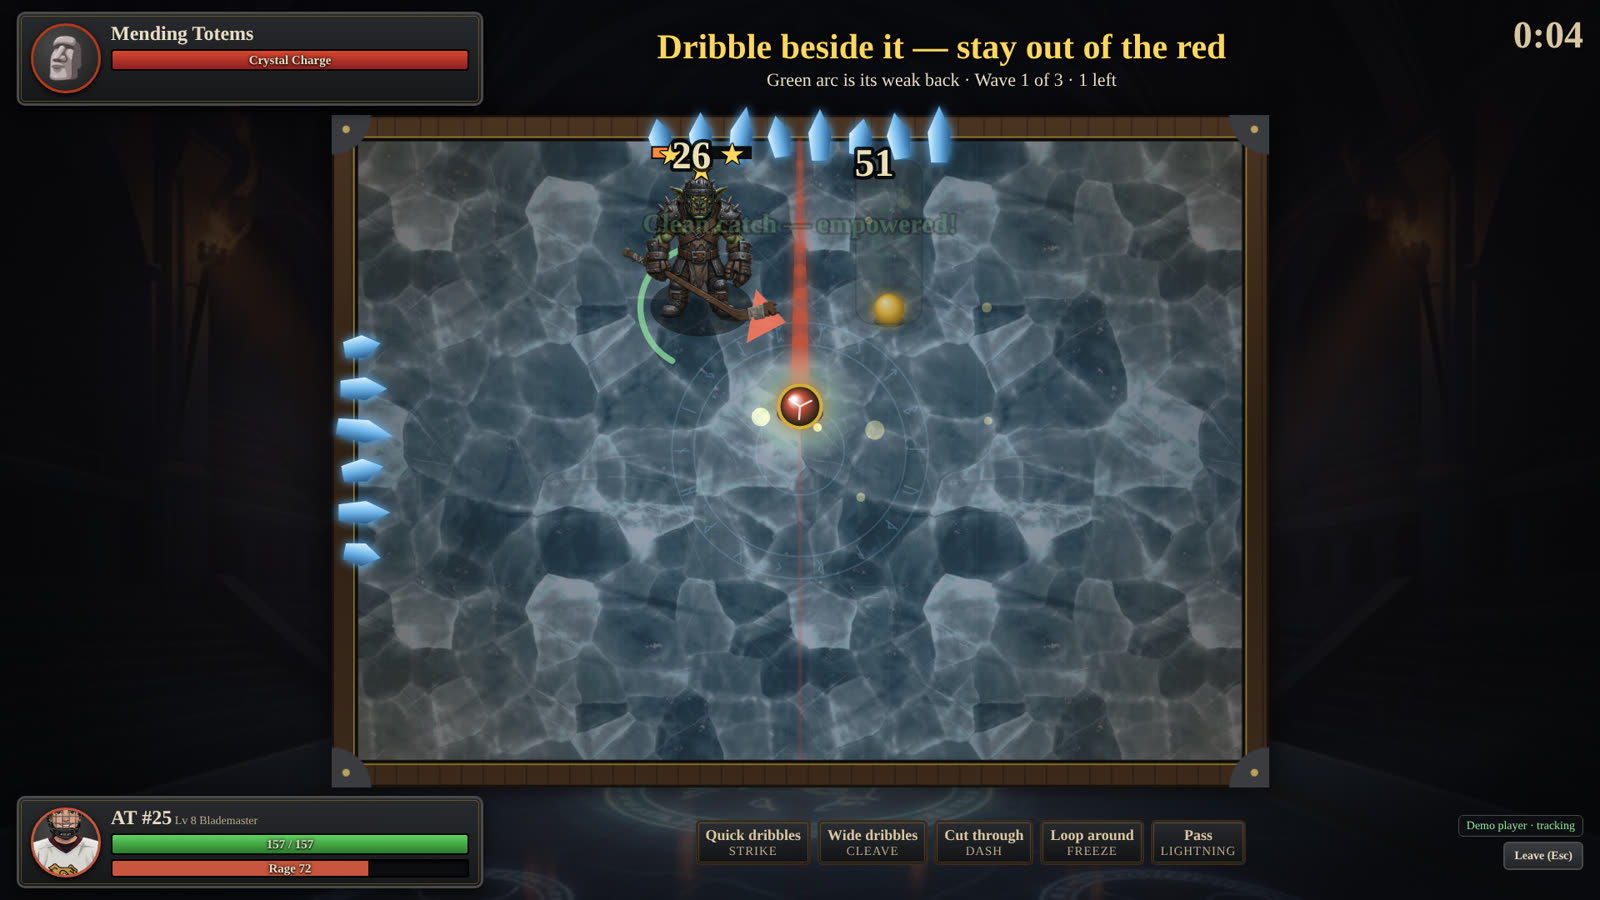 Mending Totems
Crystal Charge
Dribble beside it — stay out of the red
Green arc is its weak back · Wave 1 of 3 · 1 left
0:04
26
51
Clean catch — empowered!
AT #25 Lv 8 Blademaster
157 / 157
Rage 72
Quick dribbles
STRIKE
Wide dribbles
CLEAVE
Cut through
DASH
Loop around
FREEZE
Pass
LIGHTNING
Demo player · tracking
Leave (Esc)